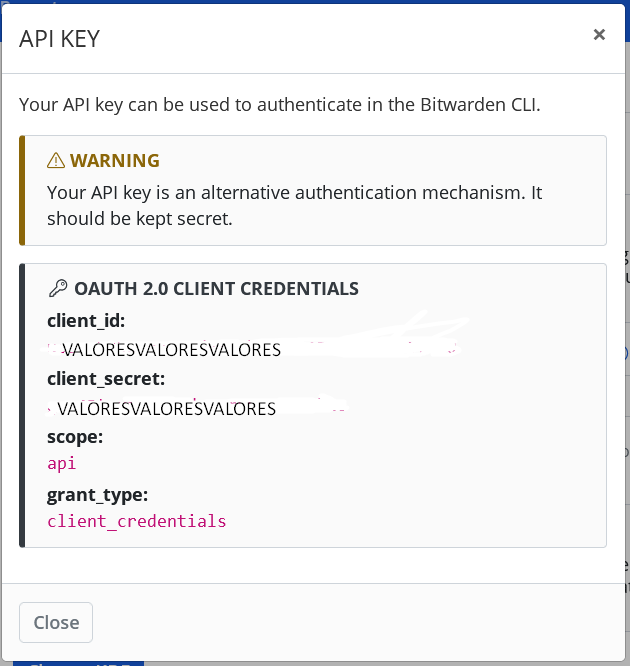 API KEY
×
Your API key can be used to authenticate in the Bitwarden CLI.
WARNING
Your API key is an alternative authentication mechanism. It
should be kept secret.
OAUTH 2.0 CLIENT CREDENTIALS
client_id:
VALORESVALORESVALORES
client_secret:
VALORESVALORESVALORES
scope:
api
grant_type:
client_credentials
Close